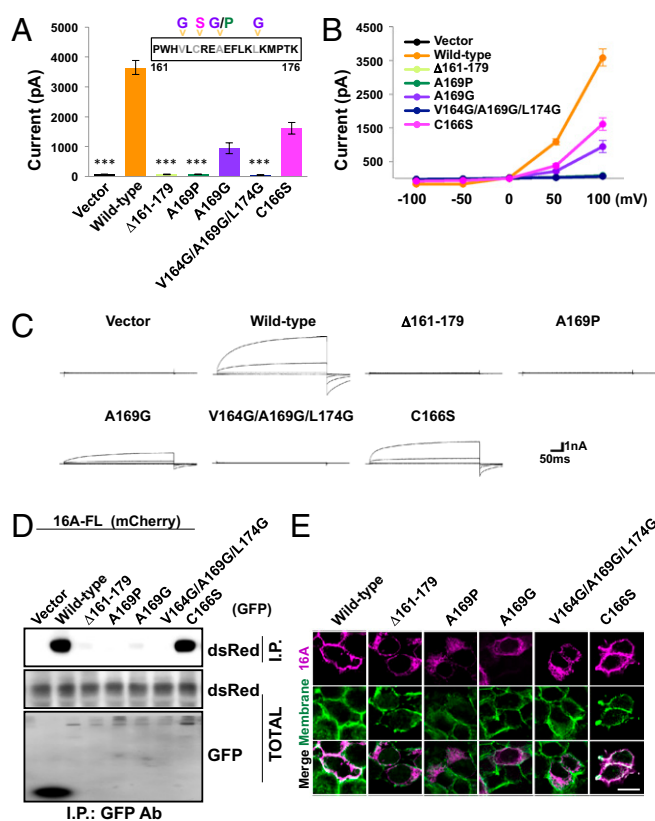 A
Current (pA)
5000
4000
3000
2000
1000
0
G S G/P G
PWHVLCREAEFLKLKMPTK
161 176
*** *** *** ***
Vector
Wild-type
Δ161-179
A169P
A169G
V164G/A169G/L174G
C166S
B
Current (pA)
4500
3500
2500
1500
500
Vector
Wild-type
Δ161-179
A169P
A169G
V164G/A169G/L174G
C166S
-100 -50 0 50 100 (mV)
C
Vector Wild-type Δ161-179 A169P
A169G V164G/A169G/L174G C166S
1nA
50ms
D
16A-FL (mCherry)
Vector
Wild-type
Δ161-179
A169P
A169G
V164G/A169G/L174G
C166S
(GFP)
dsRed
I.P.
dsRed
GFP
TOTAL
I.P.: GFP Ab
E
Wild-type
Δ161-179
A169P
A169G
V164G/A169G/L174G
C166S
16A
Membrane
Merge